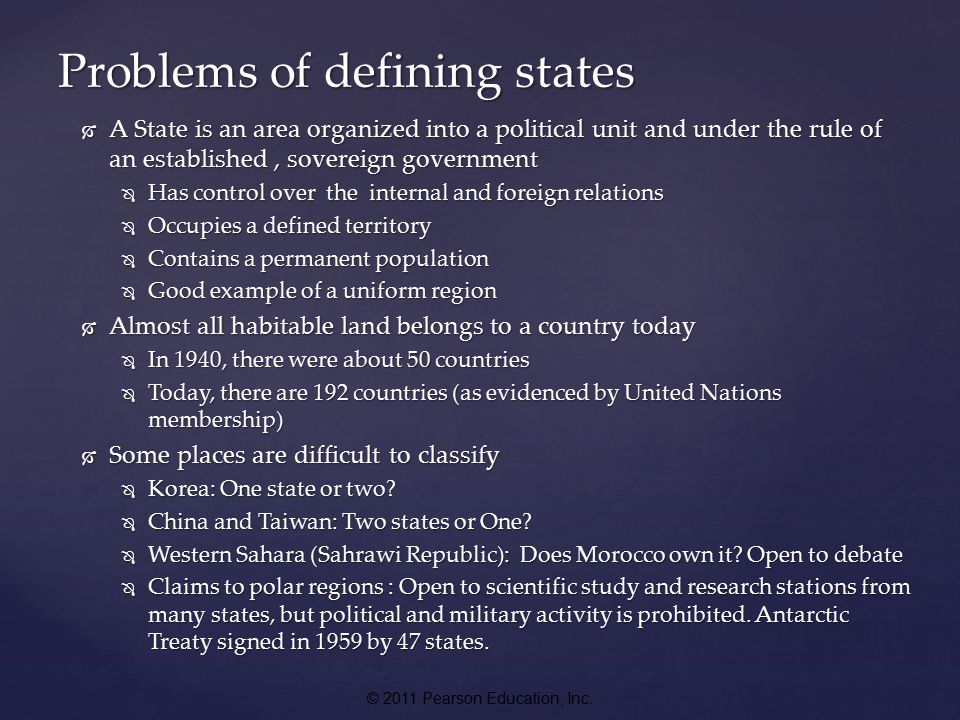 Problems of defining states
A State is an area organized into a political unit and under the rule of
an established , sovereign government
Has control over the internal and foreign relations
Occupies a defined territory
Contains a permanent population
Good example of a uniform region
Almost all habitable land belongs to a country today
In 1940, there were about 50 countries
Today, there are 192 countries (as evidenced by United Nations
membership)
Some places are difficult to classify
Korea: One state or two?
China and Taiwan: Two states or One?
Western Sahara (Sahrawi Republic): Does Morocco own it? Open to debate
Claims to polar regions : Open to scientific study and research stations from
many states, but political and military activity is prohibited. Antarctic
Treaty signed in 1959 by 47 states.
© 2011 Pearson Education, Inc.